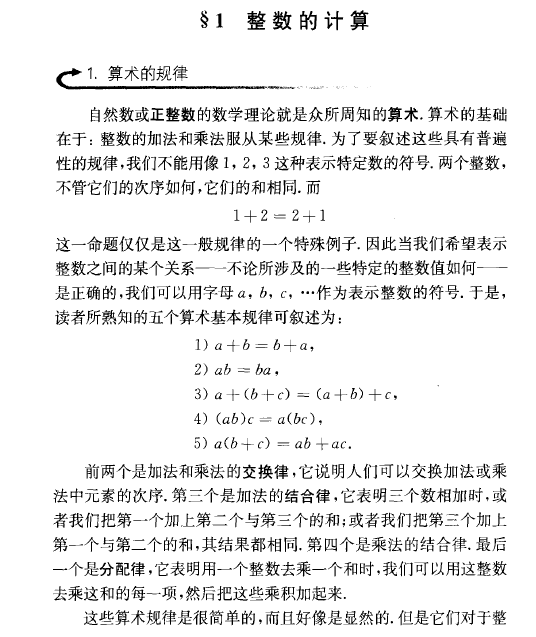 §1 整数的计算
1. 算术的规律
自然数或正整数的数学理论就是众所周知的算术. 算术的基础
在于: 整数的加法和乘法服从某些规律. 为了要叙述这些具有普遍
性的规律,我们不能用像 1, 2, 3 这种表示特定数的符号. 两个整数,
不管它们的次序如何,它们的和相同. 而
1+2=2+1
这一命题仅仅是这一般规律的一个特殊例子. 因此当我们希望表示
整数之间的某个关系——不论所涉及的一些特定的整数值如何——
是正确的,我们可以用字母 a, b, c, …作为表示整数的符号. 于是,
读者所熟知的五个算术基本规律可叙述为:
1) a+b=b+a,
2) ab=ba,
3) a+(b+c)=(a+b)+c,
4) (ab)c=a(bc),
5) a(b+c)=ab+ac.
前两个是加法和乘法的交换律,它说明人们可以交换加法或乘
法中元素的次序. 第三个是加法的结合律,它表明三个数相加时,或
者我们把第一个加上第二个与第三个的和;或者我们把第三个加上
第一个与第二个的和,其结果都相同. 第四个是乘法的结合律. 最后
一个是分配律,它表明用一个整数去乘一个和时,我们可以用这整数
去乘这和的每一项,然后把这些乘积加起来.
这些算术规律是很简单的,而且好像是显然的. 但是它们对于整